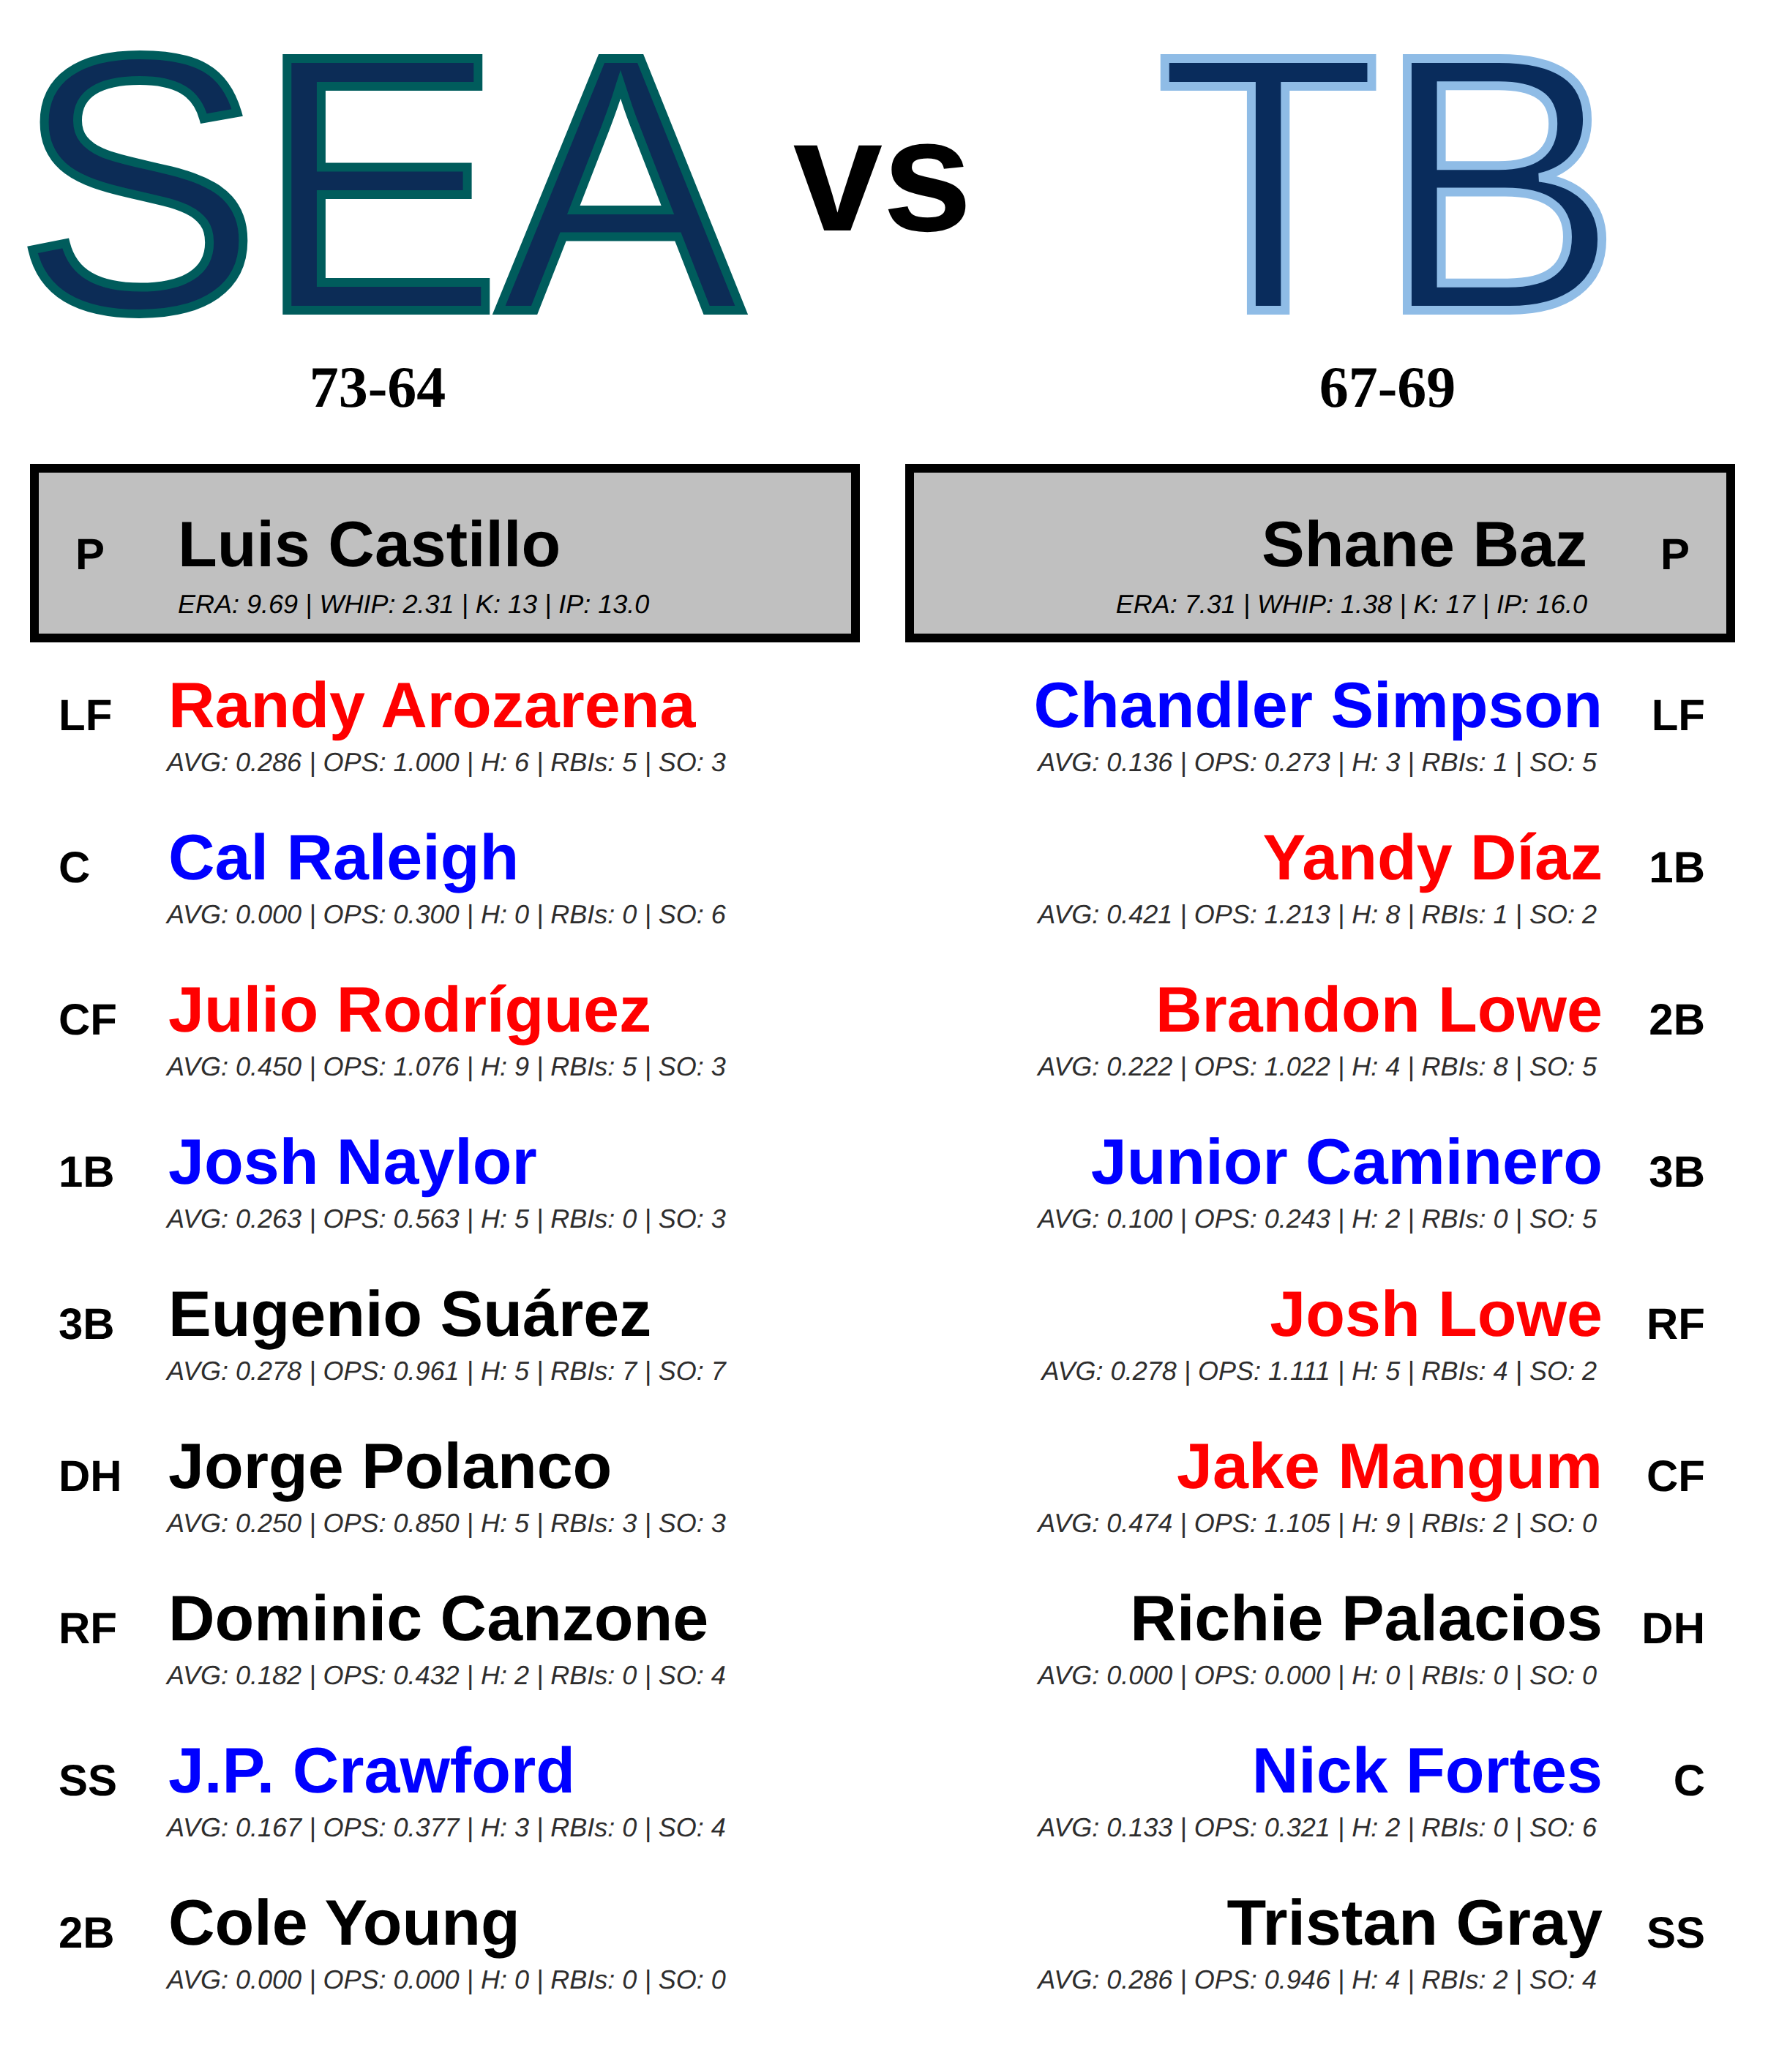 SEA vs TB
73-64 67-69
P Luis Castillo
ERA: 9.69 | WHIP: 2.31 | K: 13 | IP: 13.0
Shane Baz P
ERA: 7.31 | WHIP: 1.38 | K: 17 | IP: 16.0
LF Randy Arozarena
AVG: 0.286 | OPS: 1.000 | H: 6 | RBIs: 5 | SO: 3
C Cal Raleigh
AVG: 0.000 | OPS: 0.300 | H: 0 | RBIs: 0 | SO: 6
CF Julio Rodríguez
AVG: 0.450 | OPS: 1.076 | H: 9 | RBIs: 5 | SO: 3
1B Josh Naylor
AVG: 0.263 | OPS: 0.563 | H: 5 | RBIs: 0 | SO: 3
3B Eugenio Suárez
AVG: 0.278 | OPS: 0.961 | H: 5 | RBIs: 7 | SO: 7
DH Jorge Polanco
AVG: 0.250 | OPS: 0.850 | H: 5 | RBIs: 3 | SO: 3
RF Dominic Canzone
AVG: 0.182 | OPS: 0.432 | H: 2 | RBIs: 0 | SO: 4
SS J.P. Crawford
AVG: 0.167 | OPS: 0.377 | H: 3 | RBIs: 0 | SO: 4
2B Cole Young
AVG: 0.000 | OPS: 0.000 | H: 0 | RBIs: 0 | SO: 0
Chandler Simpson LF
AVG: 0.136 | OPS: 0.273 | H: 3 | RBIs: 1 | SO: 5
Yandy Díaz 1B
AVG: 0.421 | OPS: 1.213 | H: 8 | RBIs: 1 | SO: 2
Brandon Lowe 2B
AVG: 0.222 | OPS: 1.022 | H: 4 | RBIs: 8 | SO: 5
Junior Caminero 3B
AVG: 0.100 | OPS: 0.243 | H: 2 | RBIs: 0 | SO: 5
Josh Lowe RF
AVG: 0.278 | OPS: 1.111 | H: 5 | RBIs: 4 | SO: 2
Jake Mangum CF
AVG: 0.474 | OPS: 1.105 | H: 9 | RBIs: 2 | SO: 0
Richie Palacios DH
AVG: 0.000 | OPS: 0.000 | H: 0 | RBIs: 0 | SO: 0
Nick Fortes C
AVG: 0.133 | OPS: 0.321 | H: 2 | RBIs: 0 | SO: 6
Tristan Gray SS
AVG: 0.286 | OPS: 0.946 | H: 4 | RBIs: 2 | SO: 4